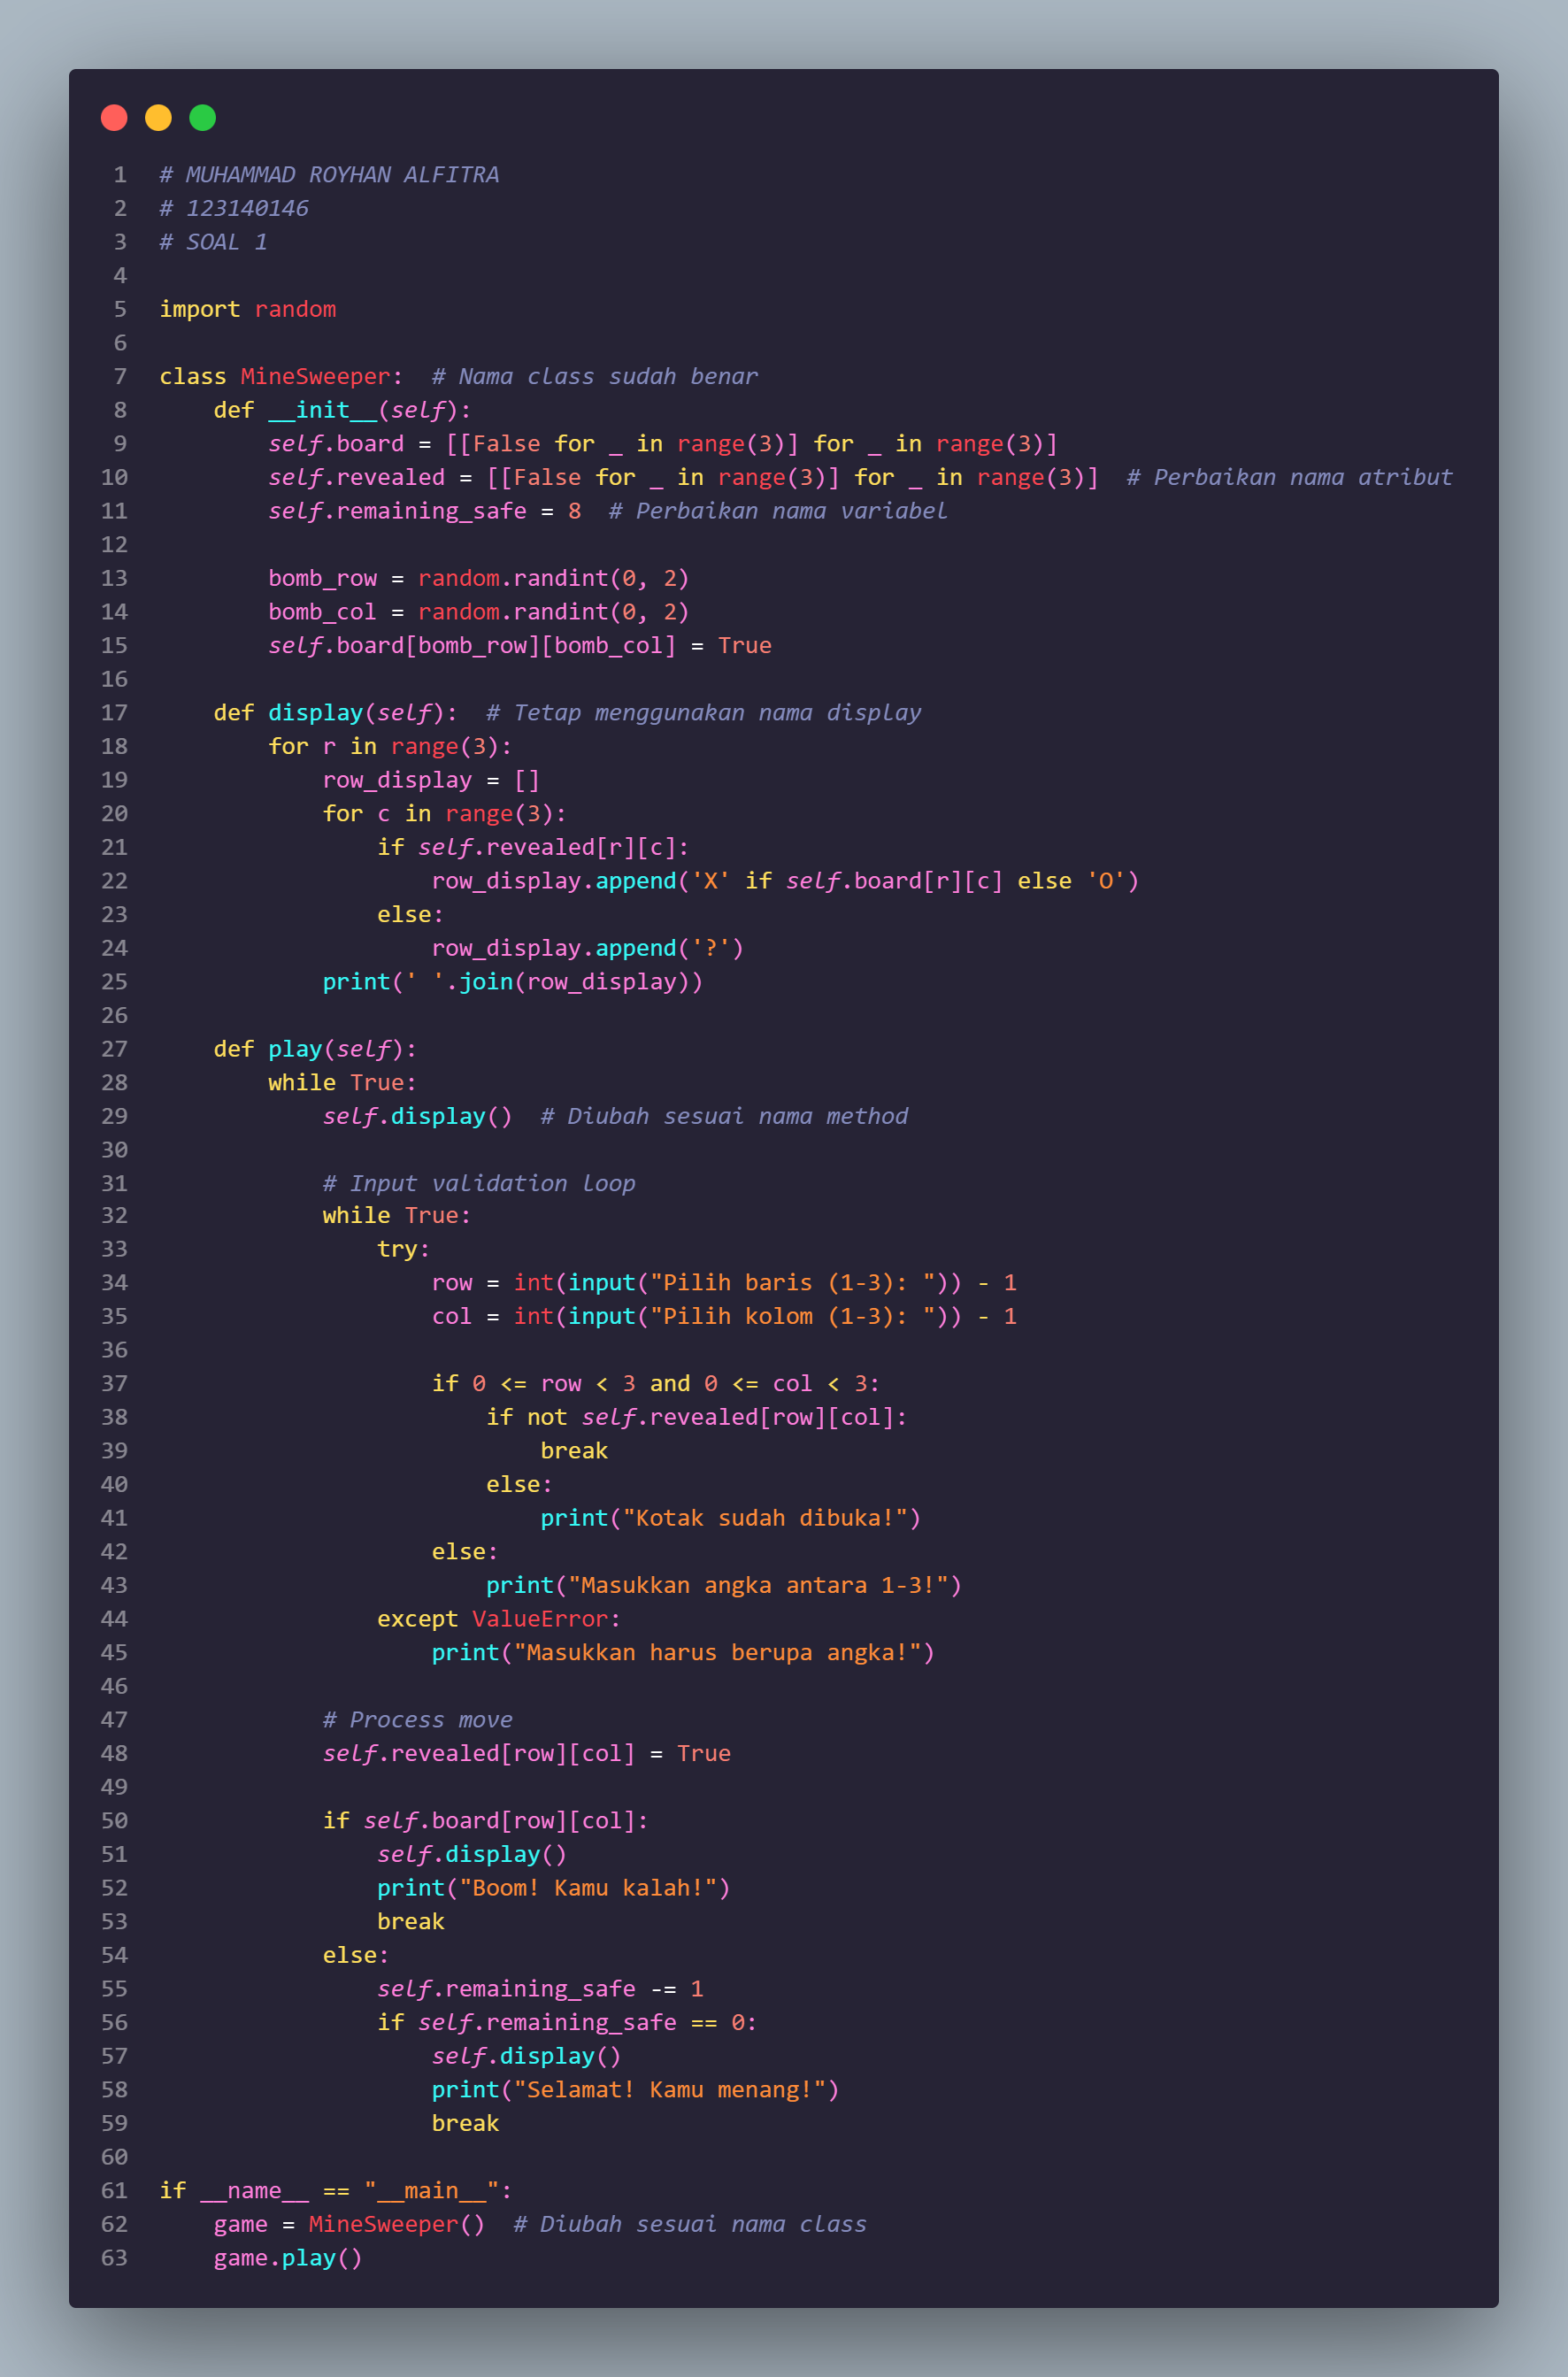 1 # MUHAMMAD ROYHAN ALFITRA
2 # 123140146
3 # SOAL 1
4
5 import random
6
7 class MineSweeper:  # Nama class sudah benar
8     def __init__(self):
9         self.board = [[False for _ in range(3)] for _ in range(3)]
10         self.revealed = [[False for _ in range(3)] for _ in range(3)]  # Perbaikan nama atribut
11         self.remaining_safe = 8  # Perbaikan nama variabel
12
13         bomb_row = random.randint(0, 2)
14         bomb_col = random.randint(0, 2)
15         self.board[bomb_row][bomb_col] = True
16
17     def display(self):  # Tetap menggunakan nama display
18         for r in range(3):
19             row_display = []
20             for c in range(3):
21                 if self.revealed[r][c]:
22                     row_display.append('X' if self.board[r][c] else 'O')
23                 else:
24                     row_display.append('?')
25             print(' '.join(row_display))
26
27     def play(self):
28         while True:
29             self.display()  # Diubah sesuai nama method
30
31             # Input validation loop
32             while True:
33                 try:
34                     row = int(input("Pilih baris (1-3): ")) - 1
35                     col = int(input("Pilih kolom (1-3): ")) - 1
36
37                     if 0 <= row < 3 and 0 <= col < 3:
38                         if not self.revealed[row][col]:
39                             break
40                         else:
41                             print("Kotak sudah dibuka!")
42                     else:
43                         print("Masukkan angka antara 1-3!")
44                 except ValueError:
45                     print("Masukkan harus berupa angka!")
46
47             # Process move
48             self.revealed[row][col] = True
49
50             if self.board[row][col]:
51                 self.display()
52                 print("Boom! Kamu kalah!")
53                 break
54             else:
55                 self.remaining_safe -= 1
56                 if self.remaining_safe == 0:
57                     self.display()
58                     print("Selamat! Kamu menang!")
59                     break
60
61 if __name__ == "__main__":
62     game = MineSweeper()  # Diubah sesuai nama class
63     game.play()